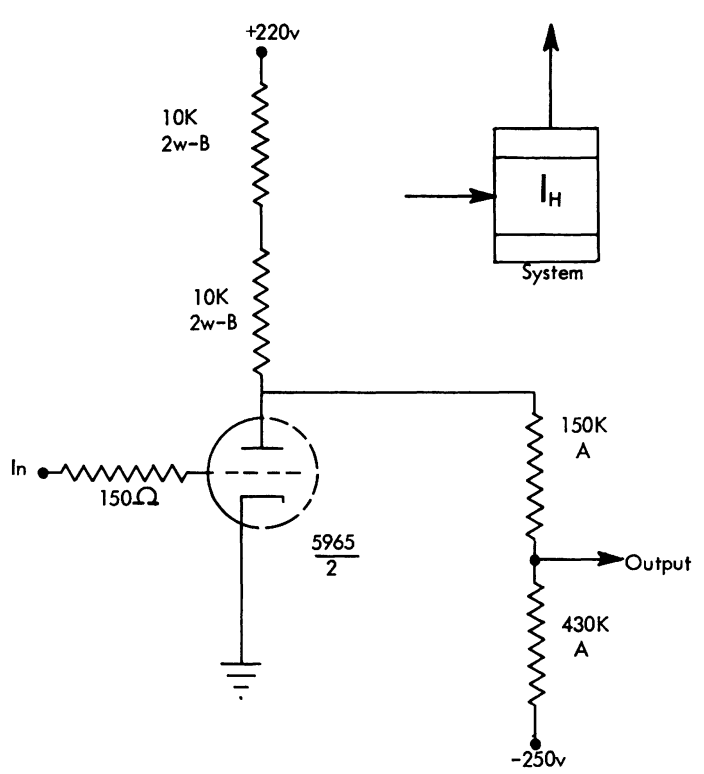 +220v
10K
2w-B
I_H
System
10K
2w-B
150K
A
In
150Ω
5965
2
Output
430K
A
-250v